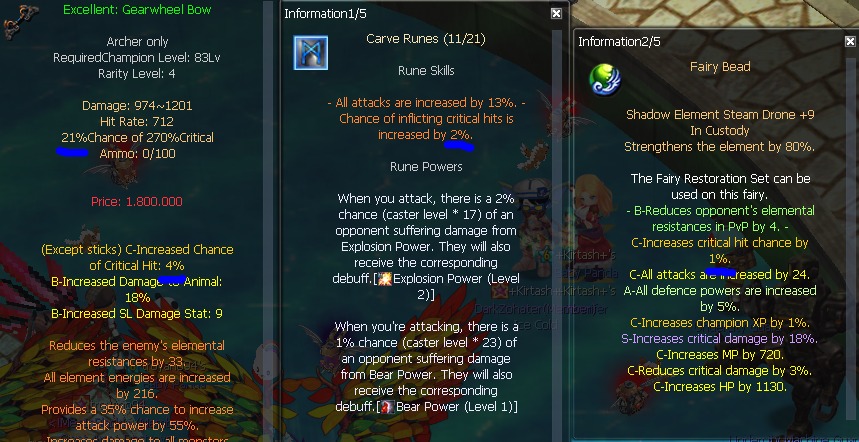 Excellent: Gearwheel Bow
Archer only
RequiredChampion Level: 83Lv
Rarity Level: 4
Damage: 974~1201
Hit Rate: 712
21%Chance of 270%Critical
Ammo: 0/100
Price: 1.800.000
(Except sticks) C-Increased Chance
of Critical Hit: 4%
B-Increased Damage to Animal:
18%
B-Increased SL Damage Stat: 9
Reduces the enemy's elemental
resistances by 33.
All element energies are increased
by 216.
Provides a 35% chance to increase
attack power by 55%.
Increases damage to all monsters
Information1/5
Carve Runes (11/21)
Rune Skills
- All attacks are increased by 13%. -
Chance of inflicting critical hits is
increased by 2%.
Rune Powers
When you attack, there is a 2%
chance (caster level * 17) of an
opponent suffering damage from
Explosion Power. They will also
receive the corresponding
debuff.[Explosion Power (Level
2)]
When you're attacking, there is a
1% chance (caster level * 23) of
an opponent suffering damage
from Bear Power. They will also
receive the corresponding
debuff.[Bear Power (Level 1)]
Information2/5
Fairy Bead
Shadow Element Steam Drone +9
In Custody
Strengthens the element by 80%.
The Fairy Restoration Set can be
used on this fairy.
- B-Reduces opponent's elemental
resistances in PvP by 4. -
C-Increases critical hit chance by
1%.
C-All attacks are increased by 24.
A-All defence powers are increased
by 5%.
C-Increases champion XP by 1%.
S-Increases critical damage by 18%.
C-Increases MP by 720.
C-Reduces critical damage by 3%.
C-Increases HP by 1130.